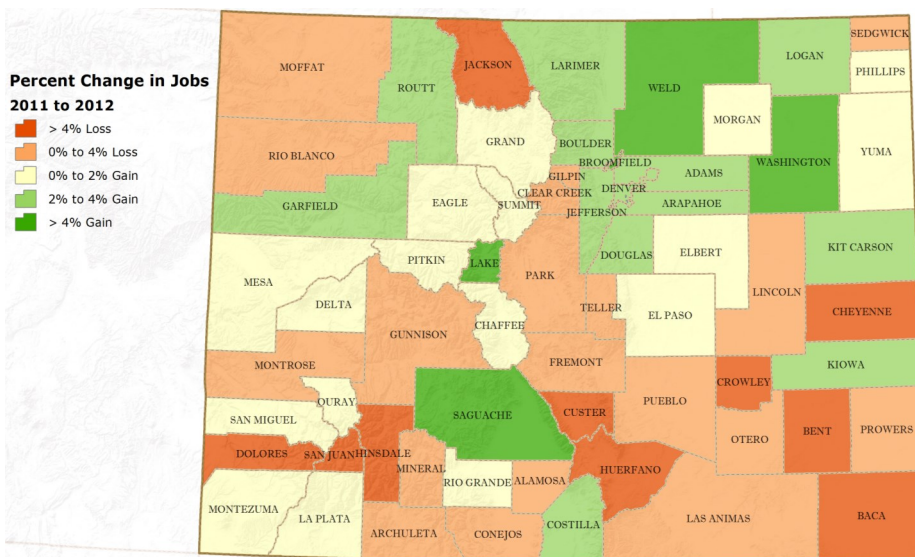 Percent Change in Jobs
2011 to 2012
> 4% Loss
0% to 4% Loss
0% to 2% Gain
2% to 4% Gain
> 4% Gain
SEDGWICK
MOFFAT
JACKSON
LARIMER
LOGAN
ROUTT
WELD
PHILLIPS
MORGAN
GRAND
BOULDER
RIO BLANCO
YUMA
BROOMFIELD
WASHINGTON
GILPIN
ADAMS
CLEAR CREEK
DENVER
EAGLE
SUMMIT
GARFIELD
JEFFERSON
ARAPAHOE
KIT CARSON
DOUGLAS
ELBERT
PITKIN
LAKE
MESA
PARK
LINCOLN
DELTA
TELLER
CHEYENNE
EL PASO
CHAFFEE
GUNNISON
FREMONT
MONTROSE
KIOWA
CROWLEY
OURAY
PUEBLO
SAGUACHE
CUSTER
SAN MIGUEL
OTERO
BENT
PROWERS
DOLORES
SAN JUAN
HINSDALE
MINERAL
HUERFANO
RIO GRANDE
ALAMOSA
MONTEZUMA
LA PLATA
BACA
LAS ANIMAS
COSTILLA
ARCHULETA
CONEJOS